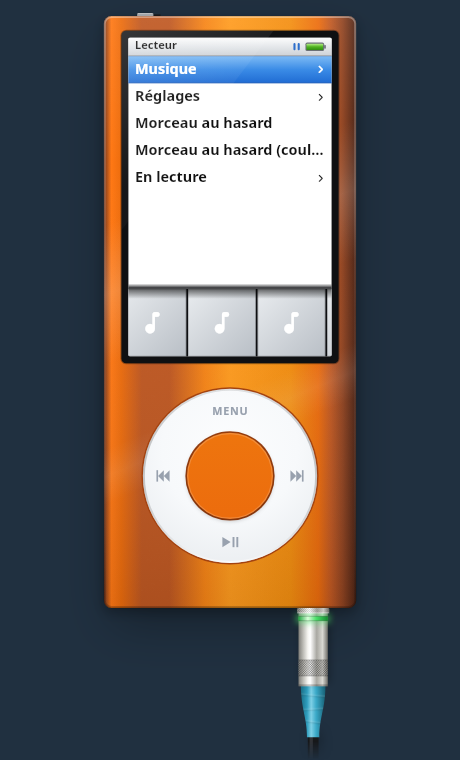 Lecteur
Musique
Réglages
Morceau au hasard
Morceau au hasard (coul...
En lecture
MENU